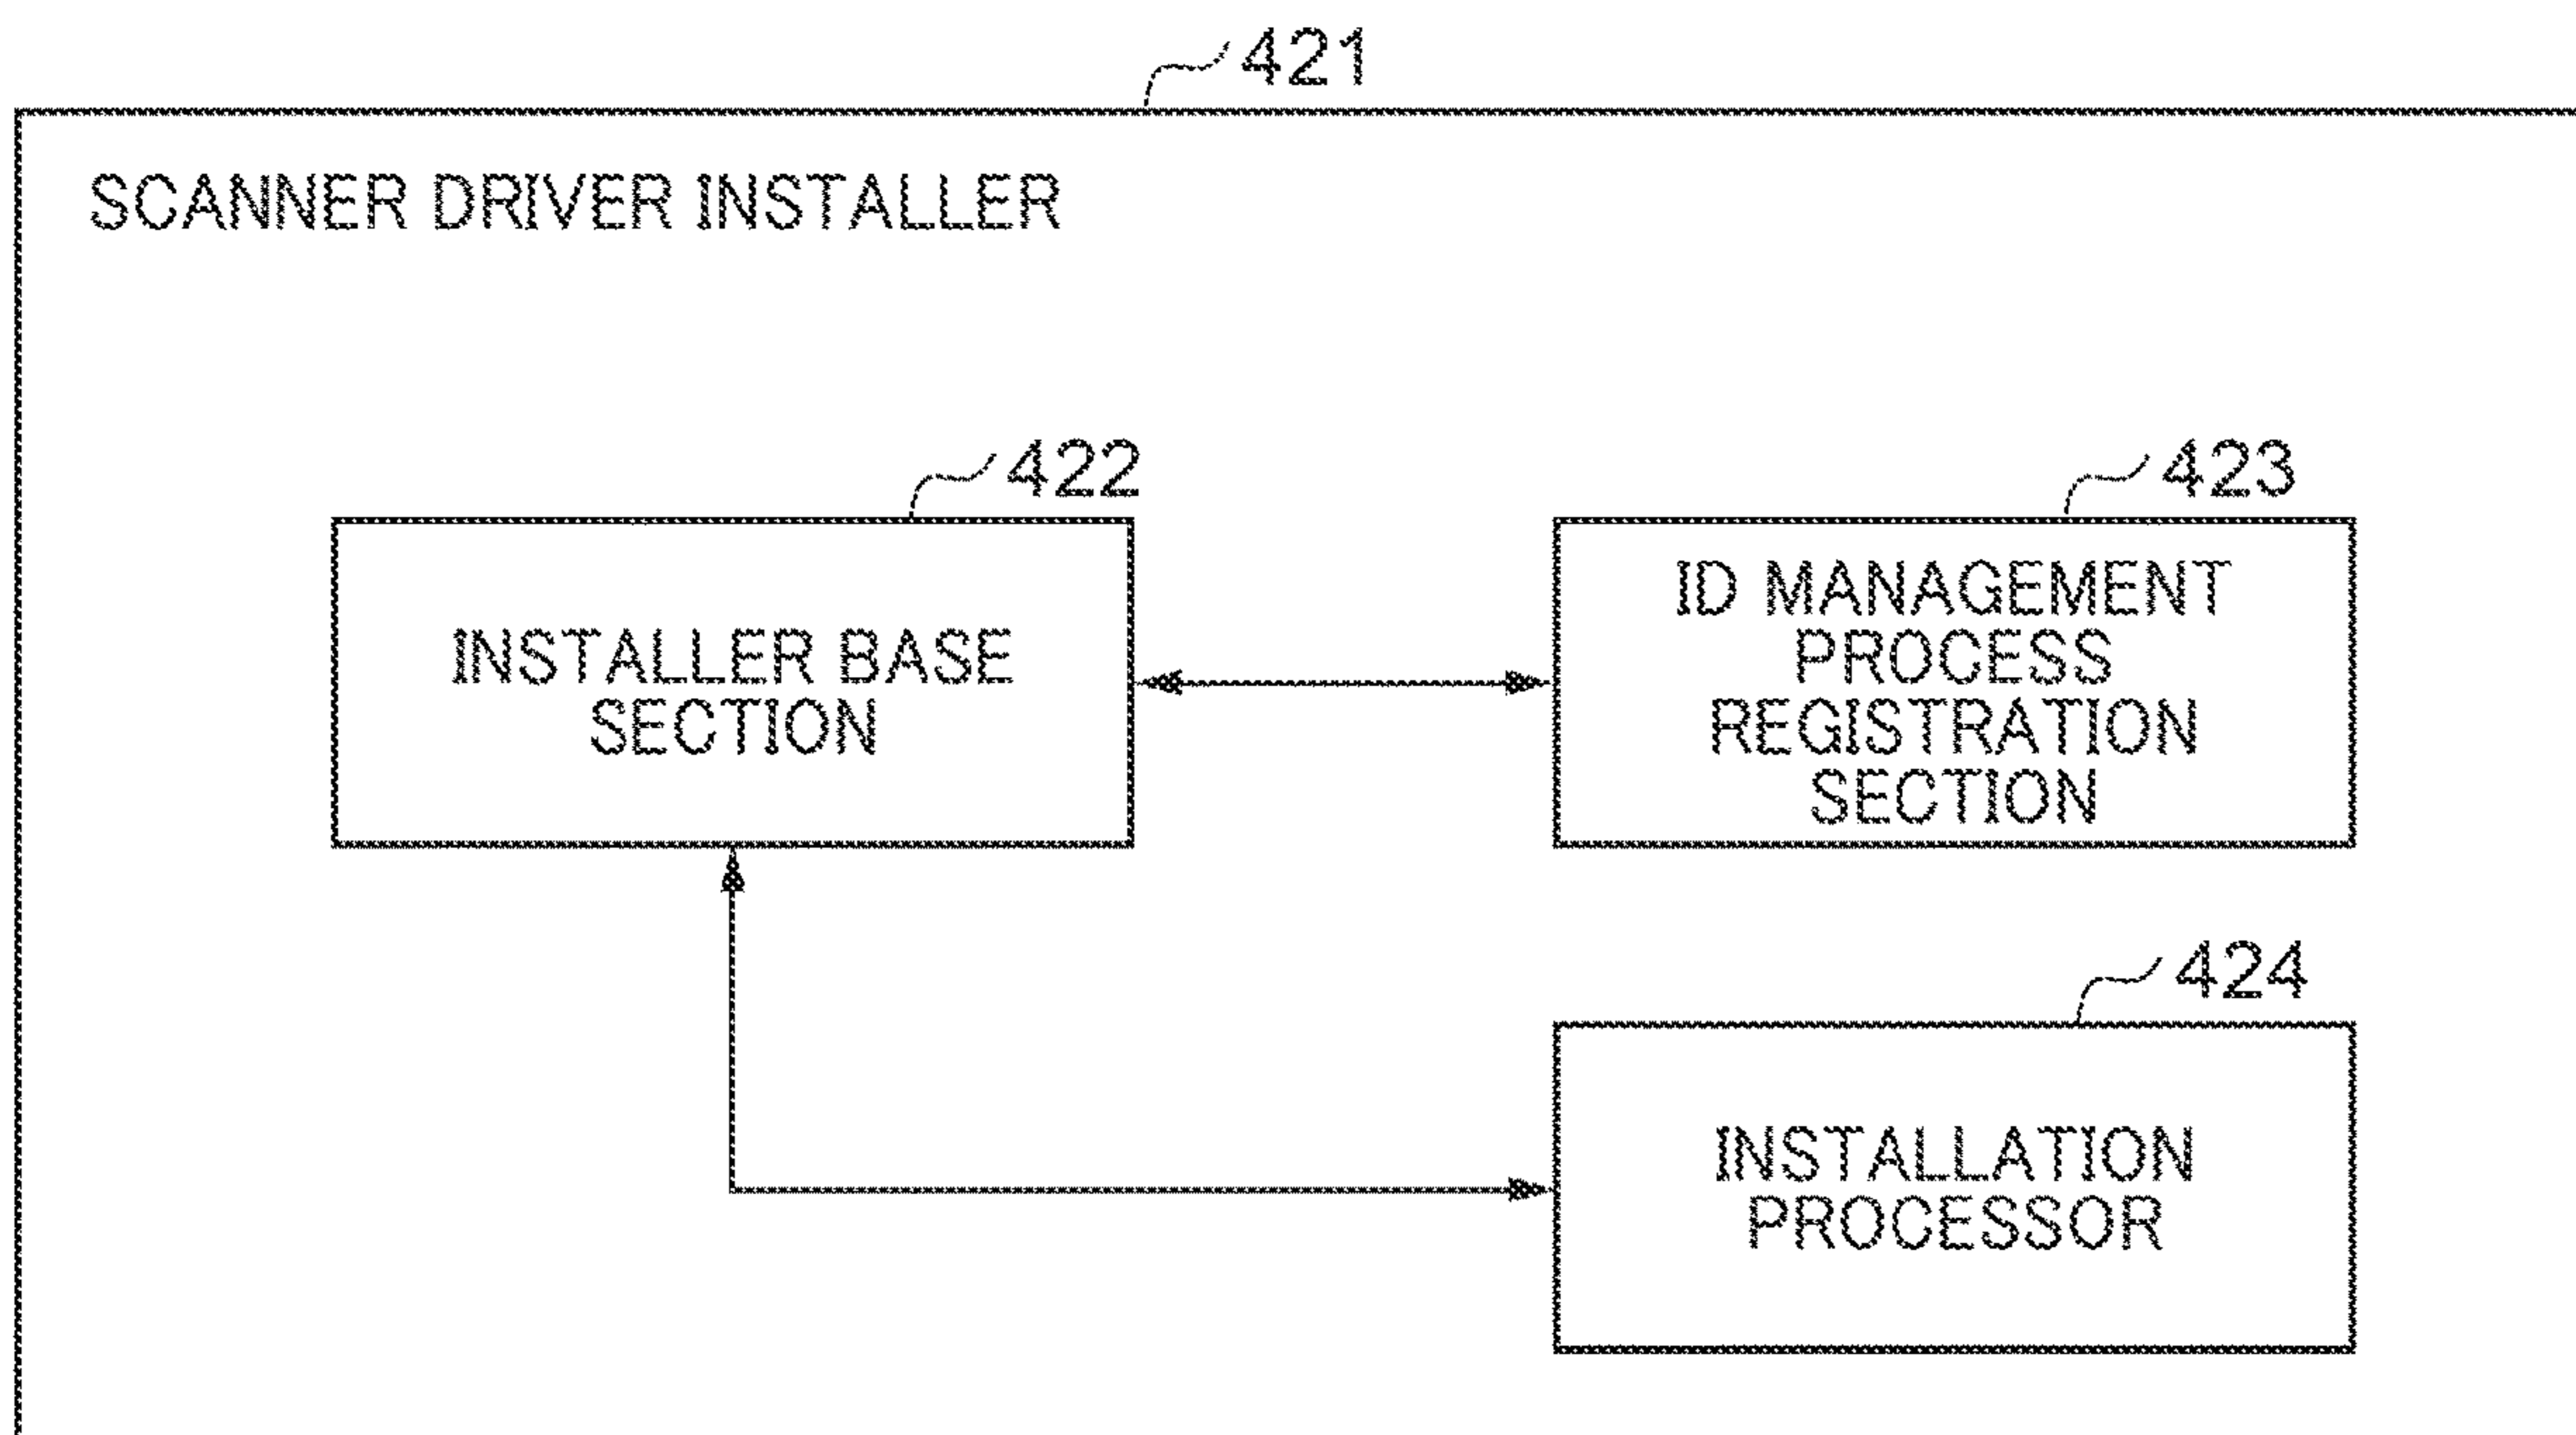 421
SCANNER DRIVER INSTALLER
422
423
INSTALLER BASE
SECTION
ID MANAGEMENT
PROCESS
REGISTRATION
SECTION
424
INSTALLATION
PROCESSOR